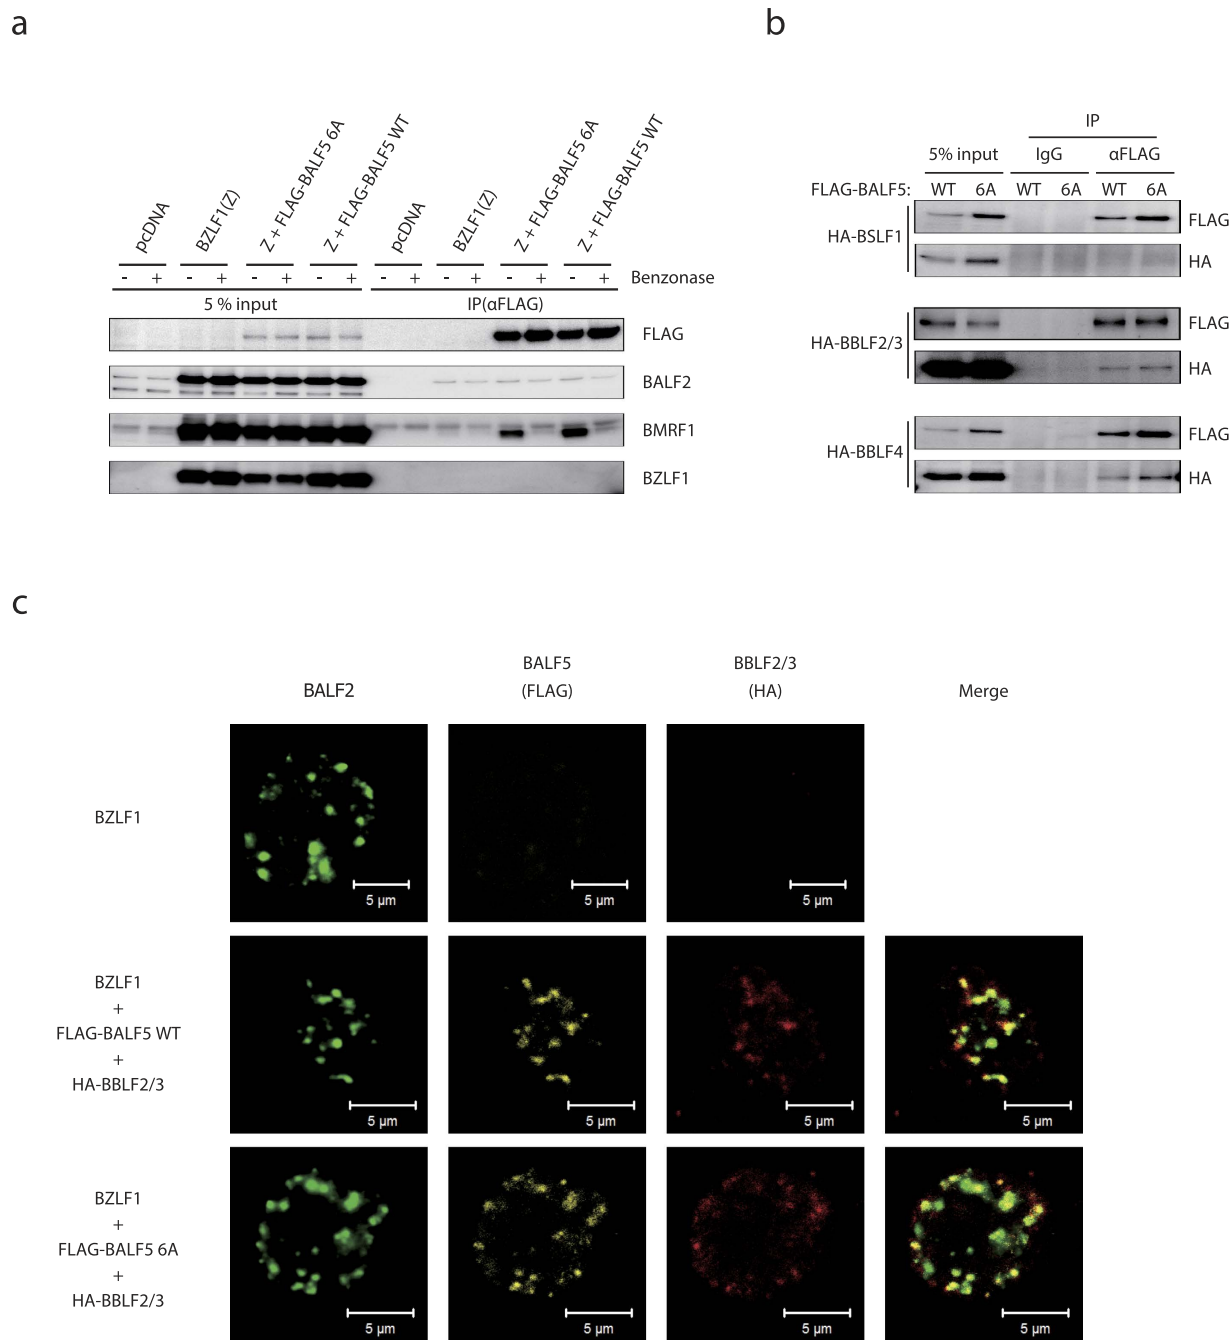 a
b
pcDNA
BZLF1(Z)
Z + FLAG-BALF5 6A
Z + FLAG-BALF5 WT
pcDNA
BZLF1(Z)
Z + FLAG-BALF5 6A
Z + FLAG-BALF5 WT
- + - + - + - + - + - + - + - + Benzonase
5 % input IP(αFLAG)
FLAG
BALF2
BMRF1
BZLF1
IP
5% input IgG αFLAG
FLAG-BALF5: WT 6A WT 6A WT 6A
HA-BSLF1
FLAG
HA
HA-BBLF2/3
FLAG
HA
HA-BBLF4
FLAG
HA
c
BALF2
BALF5
(FLAG)
BBLF2/3
(HA)
Merge
BZLF1
5 µm 5 µm 5 µm
BZLF1
+
FLAG-BALF5 WT
+
HA-BBLF2/3
5 µm 5 µm 5 µm 5 µm
BZLF1
+
FLAG-BALF5 6A
+
HA-BBLF2/3
5 µm 5 µm 5 µm 5 µm